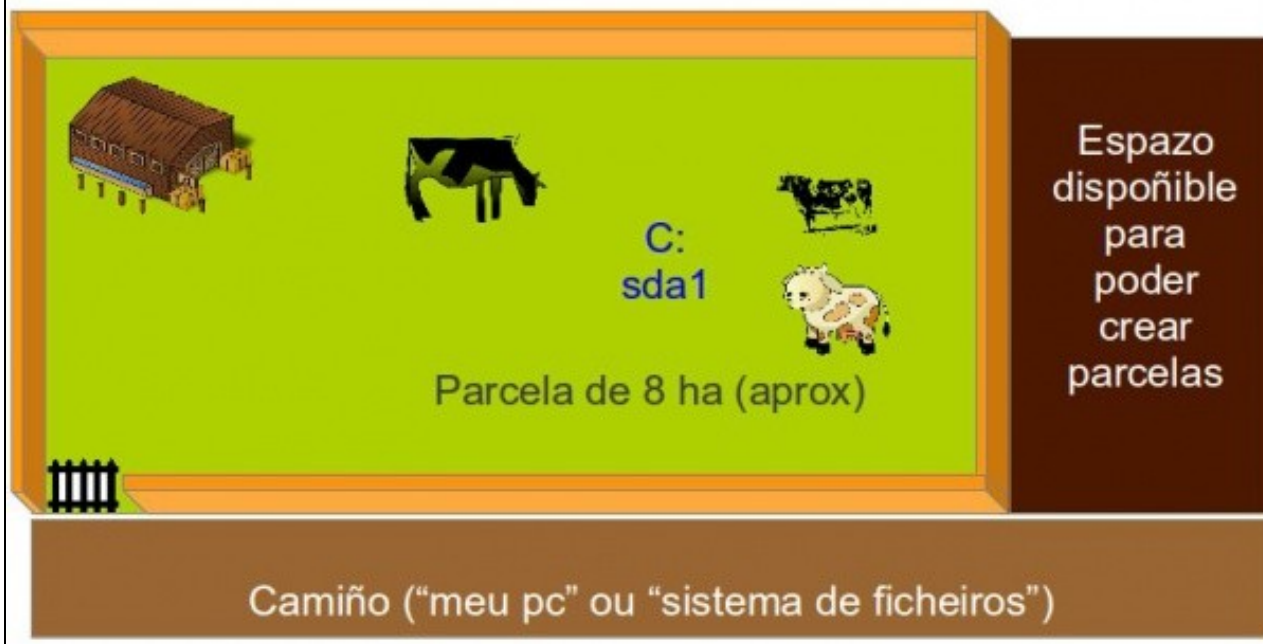 C:
sda1
Parcela de 8 ha (aprox)
Espazo
dispoñible
para
poder
crear
parcelas
Camiño (“meu pc” ou “sistema de ficheiros”)